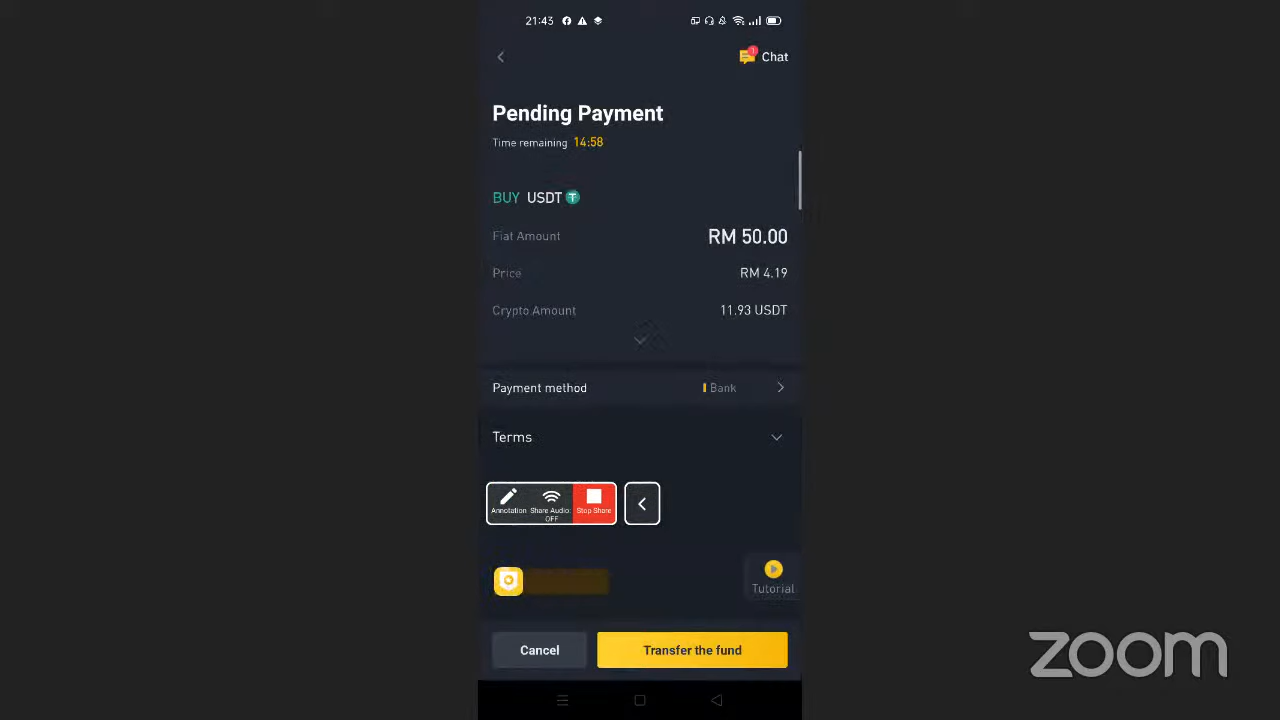 21:43
1
Chat
Pending Payment
Time remaining 14:58
BUY USDT
Fiat Amount RM 50.00
Price RM 4.19
Crypto Amount 11.93 USDT
Payment method Bank
Terms
Annotation Share Audio: OFF Stop Share
Tutorial
Cancel Transfer the fund
zoom